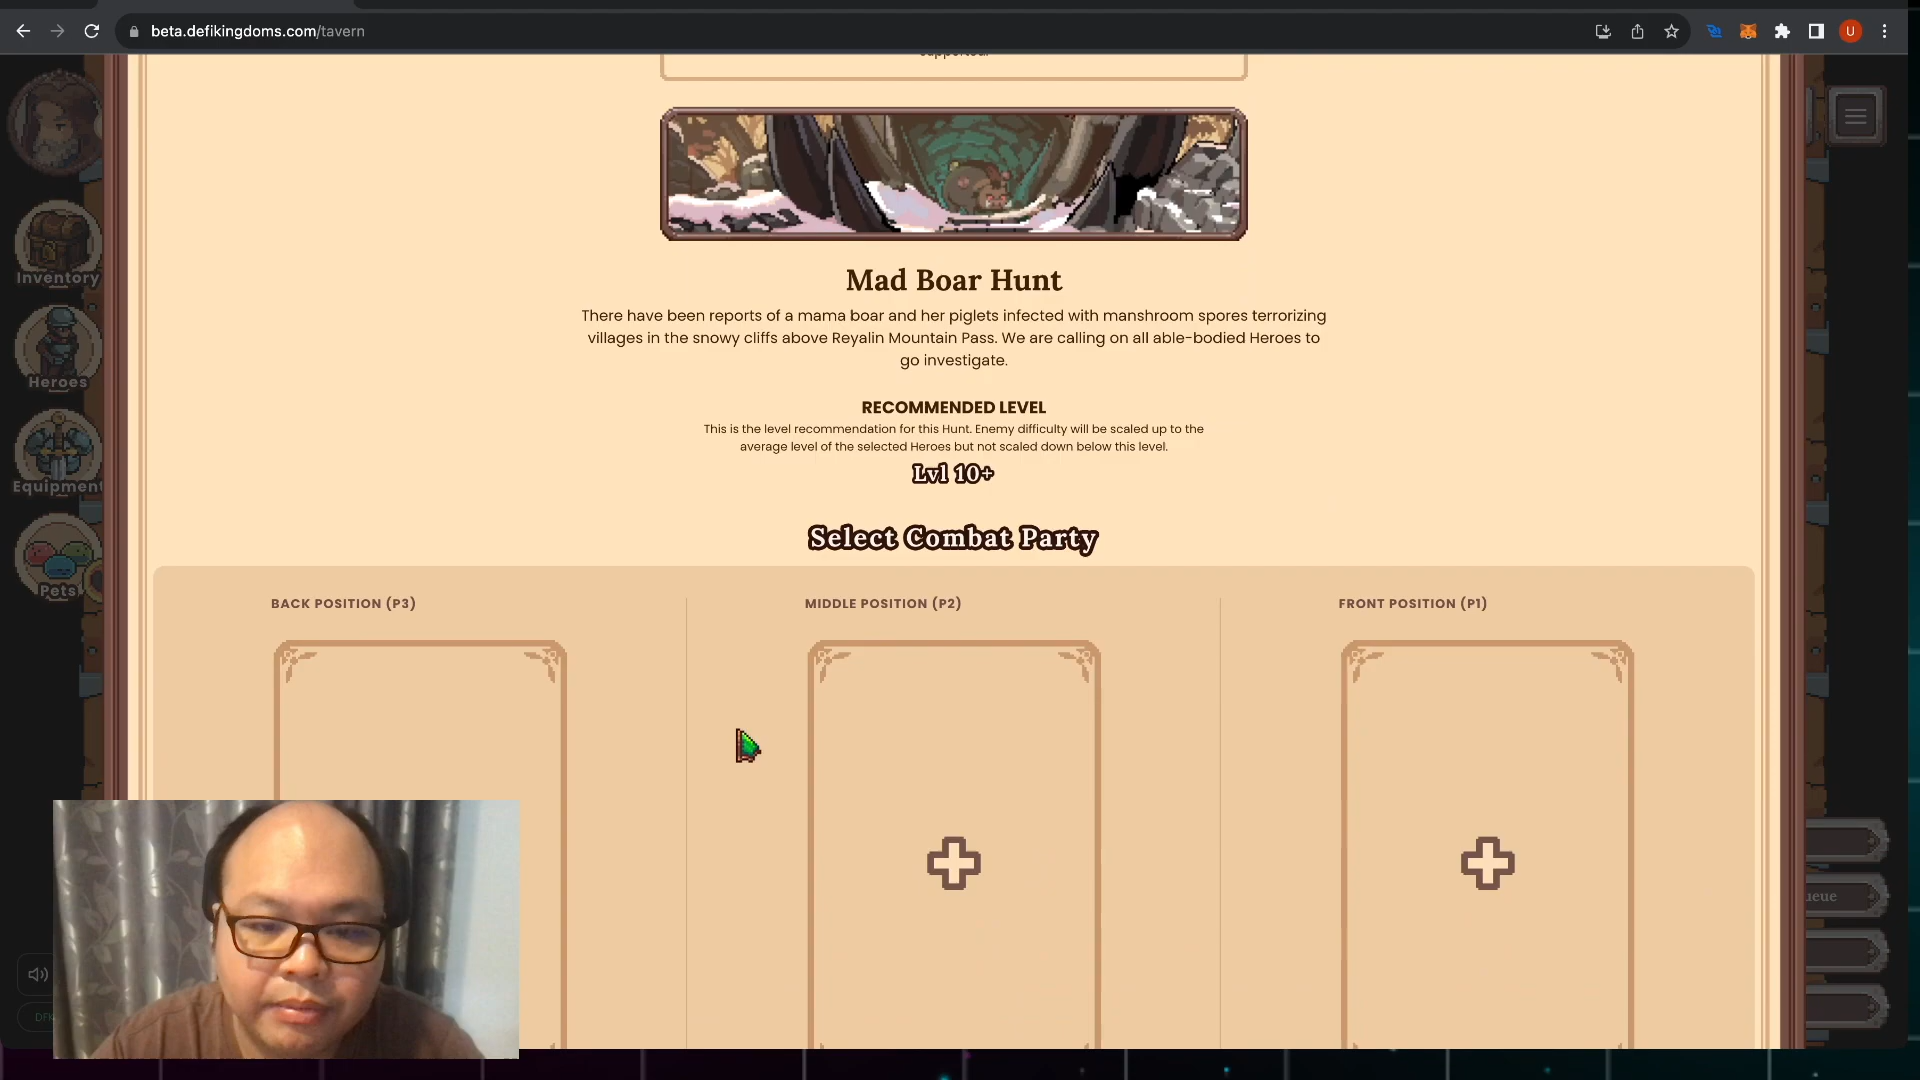 beta.defikingdoms.com/tavern
U
supported.
Mad Boar Hunt
There have been reports of a mama boar and her piglets infected with manshroom spores terrorizing
villages in the snowy cliffs above Reyalin Mountain Pass. We are calling on all able-bodied Heroes to
go investigate.
RECOMMENDED LEVEL
This is the level recommendation for this Hunt. Enemy difficulty will be scaled up to the
average level of the selected Heroes but not scaled down below this level.
Lvl 10+
Select Combat Party
BACK POSITION (P3)
MIDDLE POSITION (P2)
FRONT POSITION (P1)
Inventory
Heroes
Equipment
Pets
DFK